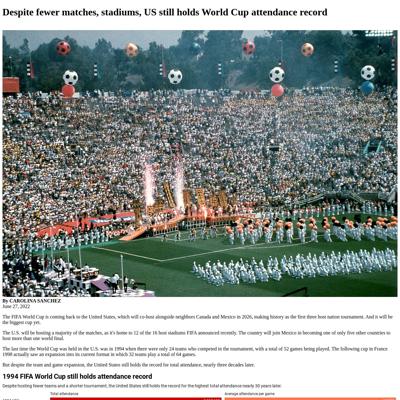 Despite fewer matches, stadiums, US still holds World Cup attendance record
By CAROLINA SANCHEZ
June 27, 2022
The FIFA World Cup is coming back to the United States, which will co-host alongside neighbors Canada and Mexico in 2026, making history as the first three host nation tournament. And it will be
the biggest cup yet.
The U.S. will be hosting a majority of the matches, as it's home to 12 of the 16 host stadiums FIFA announced recently. The country will join Mexico in becoming one of only five other countries to
host more than one world final.
The last time the World Cup was held in the U.S. was in 1994 when there were only 24 teams who competed in the tournament, with a total of 52 games being played. The following cup in France
1998 actually saw an expansion into its current format in which 32 teams play a total of 64 games.
But despite the team and game expansion, the United States still holds the record for total attendance, nearly three decades later.
1994 FIFA World Cup still holds attendance record
Despite hosting fewer teams and a shorter tournament, the United States still holds the record for the highest total attendance nearly 30 years later.
Total attendance
Average attendance per game